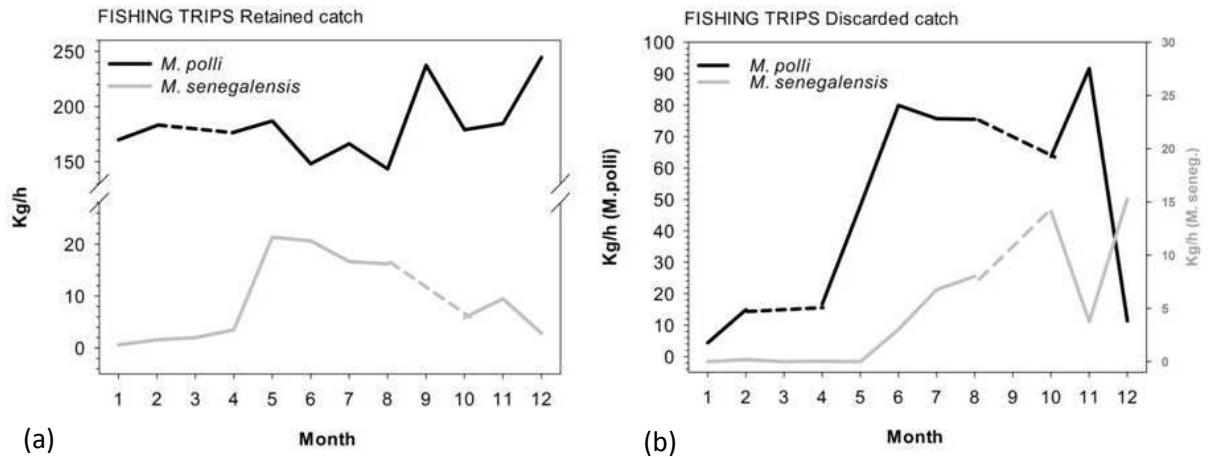 FISHING TRIPS Retained catch
250
200
150
20
10
0
Kg/h
M. polli
M. senegalensis
1 2 3 4 5 6 7 8 9 10 11 12
Month
(a)
FISHING TRIPS Discarded catch
100
90
80
70
60
50
40
30
20
10
0
Kg/h (M.polli)
M. polli
M. senegalensis
30
25
20
15
10
5
0
Kg/h (M. seneg.)
1 2 3 4 5 6 7 8 9 10 11 12
Month
(b)